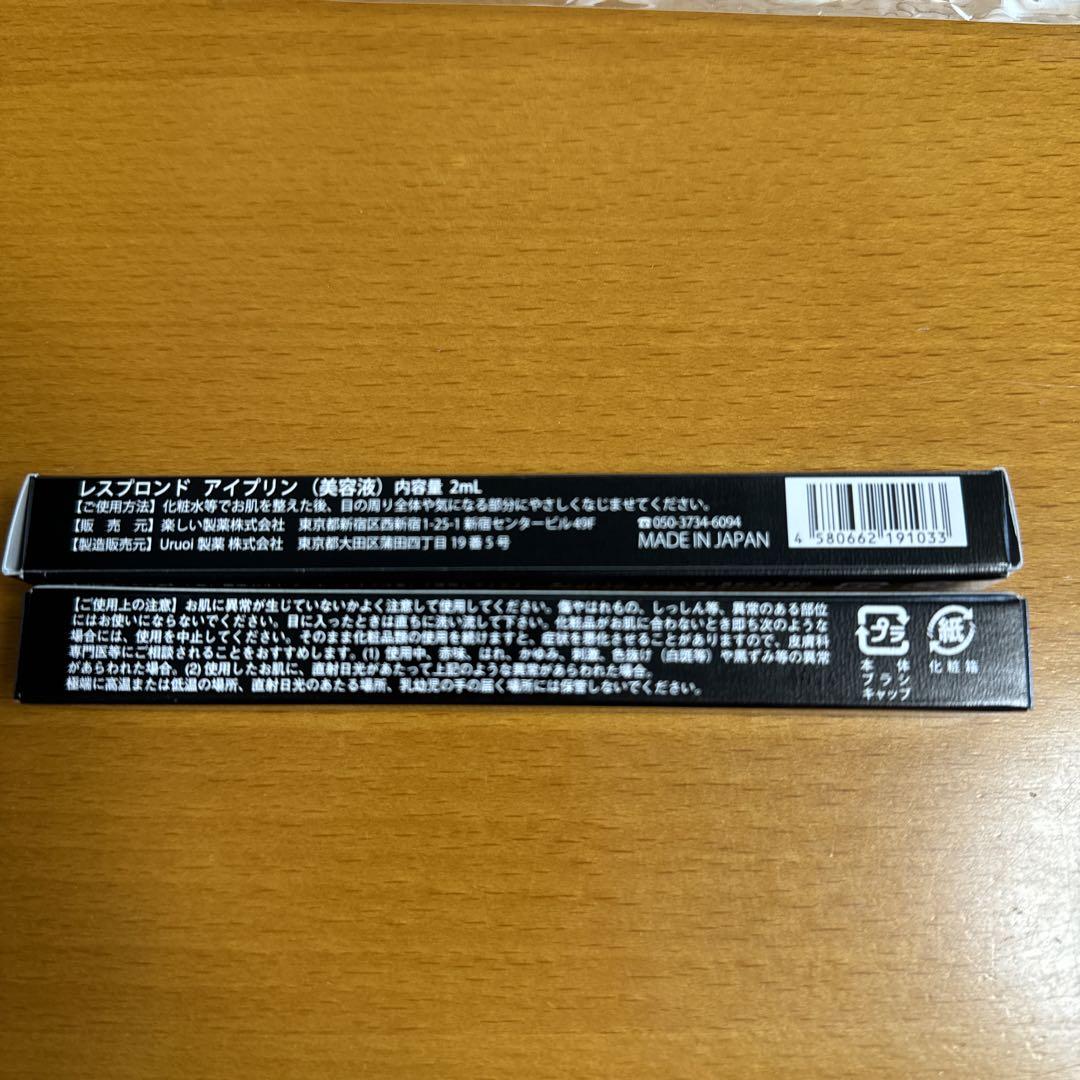 レスプロンド アイプリン（美容液）内容量 2mL
【ご使用方法】化粧水等でお肌を整えた後、目の周り全体や気になる部分にやさしくなじませてください。
【販 売 元】楽しい製薬株式会社 東京都新宿区西新宿1-25-1 新宿センタービル49F ☎050-3734-6094
【製造販売元】Uruoi 製薬 株式会社 東京都大田区蒲田四丁目19番5号 MADE IN JAPAN
4 580662 191033
【ご使用上の注意】お肌に異常が生じていないかよく注意して使用してください。傷やはれもの、しっしん等、異常のある部位
にはお使いにならないでください。目に入ったときは直ちに洗い流して下さい。化粧品がお肌に合わないとき即ち次のような
場合には、使用を中止してください。そのまま化粧品類の使用を続けますと、症状を悪化させることがありますので、皮膚科
専門医等にご相談されることをおすすめします。(1) 使用中、赤味、はれ、かゆみ、刺激、色抜け（白斑等）や黒ずみ等の異常
があらわれた場合。(2) 使用したお肌に、直射日光があたって上記のような異常があらわれた場合。
極端に高温または低温の場所、直射日光のあたる場所、乳幼児の手の届く場所には保管しないでください。
プラ
本体
ブラシ
キャップ
紙
化粧箱